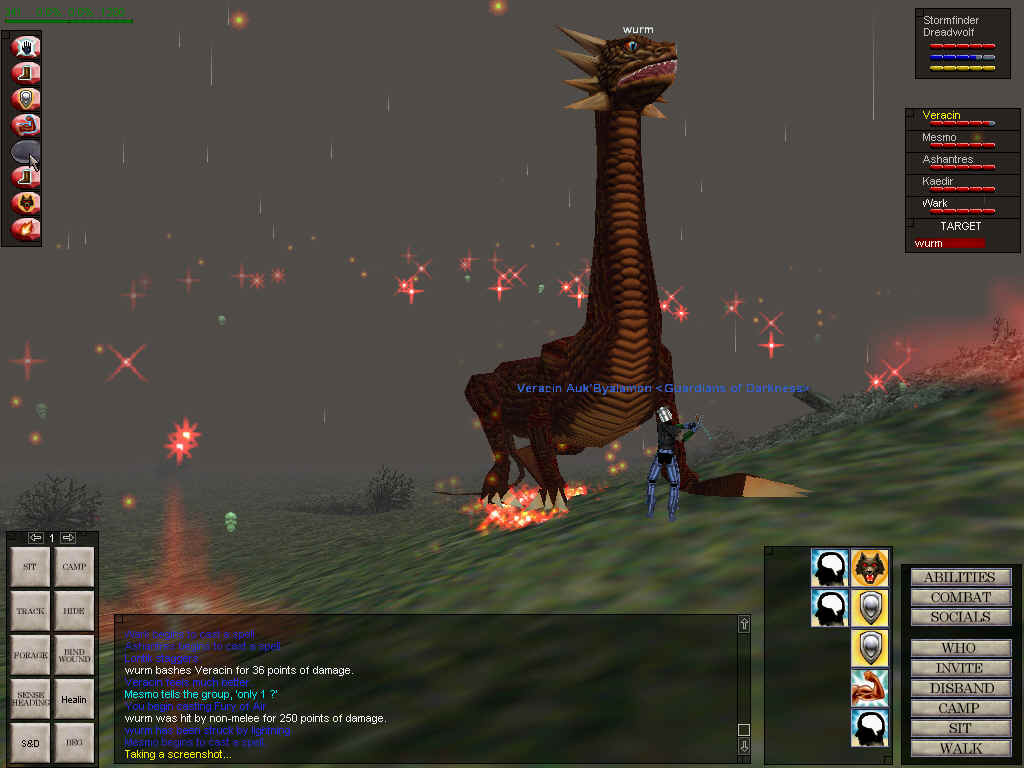 wurm
Stormfinder
Dreadwolf
Veracin
Mesmo
Ashantres
Kaedir
Wark
TARGET
wurm
Veracin Auk'Byalamon <Guardians of Darkness>
1
SIT
CAMP
TRACK
HIDE
FORAGE
BIND WOUND
SENSE HEADING
Healin
S&D
BEG
wurm bashes Veracin for 36 points of damage.
Veracin feels much better.
Mesmo tells the group, 'only 1 ?'
You begin casting Fury of Air.
wurm was hit by non-melee for 250 points of damage.
wurm has been struck by lightning.
Mesmo begins to cast a spell.
Taking a screenshot...
ABILITIES
COMBAT
SOCIALS
WHO
INVITE
DISBAND
CAMP
SIT
WALK